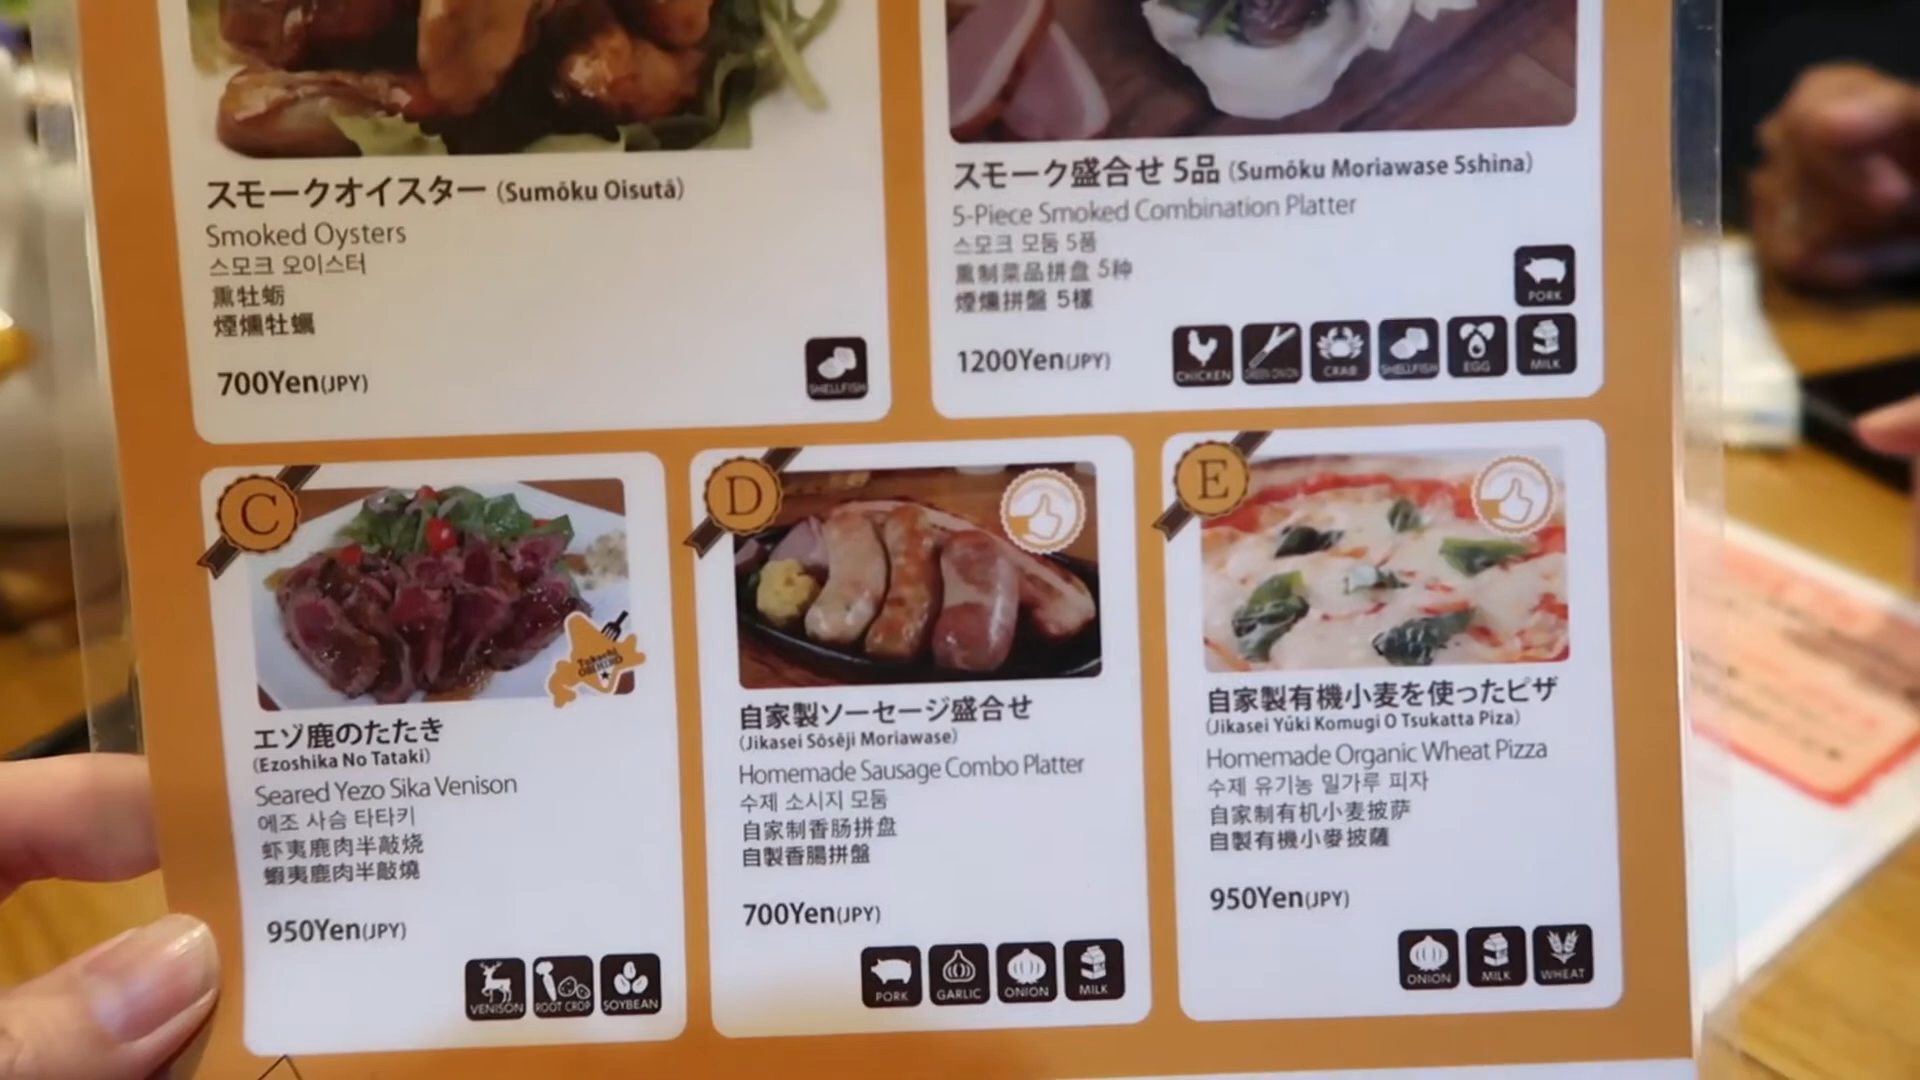 スモークオイスター (Sumōku Oisutā)
Smoked Oysters
스모크 오이스터
熏牡蛎
煙燻牡蠣
700Yen(JPY)
SHELLFISH
スモーク盛合せ 5品 (Sumōku Moriawase 5shina)
5-Piece Smoked Combination Platter
스모크 모둠 5품
熏制菜品拼盘 5种
煙燻拼盤 5樣
1200Yen(JPY)
PORK
CHICKEN GREEN ONION CRAB SHELLFISH EGG MILK
C
エゾ鹿のたたき
(Ezoshika No Tataki)
Seared Yezo Sika Venison
에조 사슴 타타키
虾夷鹿肉半敲烧
蝦夷鹿肉半敲燒
950Yen(JPY)
VENISON ROOT CROP SOYBEAN
D
自家製ソーセージ盛合せ
(Jikasei Sōsēji Moriawase)
Homemade Sausage Combo Platter
수제 소시지 모둠
自家制香肠拼盘
自製香腸拼盤
700Yen(JPY)
PORK GARLIC ONION MILK
E
自家製有機小麦を使ったピザ
(Jikasei Yūki Komugi O Tsukatta Piza)
Homemade Organic Wheat Pizza
수제 유기농 밀가루 피자
自家制有机小麦披萨
自製有機小麥披薩
950Yen(JPY)
ONION MILK WHEAT